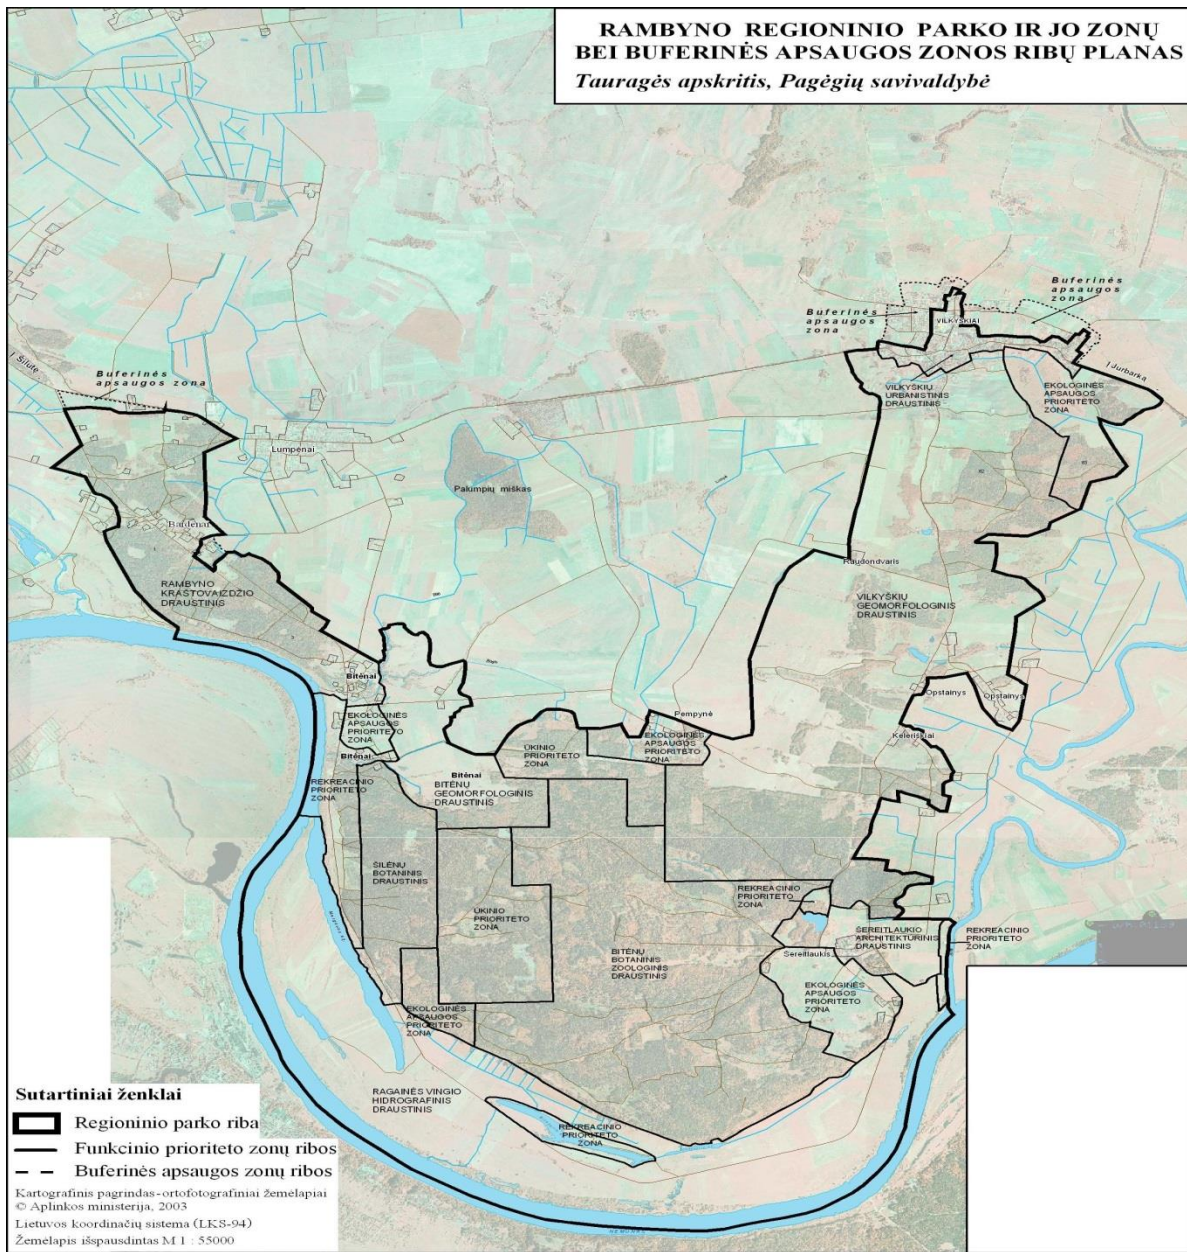 RAMBYNO REGIONINIO PARKO IR JO ZONŲ
BEI BUFERINĖS APSAUGOS ZONOS RIBŲ PLANAS
Tauragės apskritis, Pagėgių savivaldybė
Buferinės
apsaugos
zona
Buferinės
apsaugos
zona
VILKYŠKIAI
Į Šilutę
Buferinės
apsaugos zona
Į Jurbarką
VILKYŠKIŲ
URBANISTINIS
DRAUSTINIS
EKOLOGINĖS
APSAUGOS
PRIORITETO
ZONA
Lumpėnai
Palumpių miškas
Bardėnai
Raudondvaris
RAMBYNO
KRAŠTOVAIZDŽIO
DRAUSTINIS
VILKYŠKIŲ
GEOMORFOLOGINIS
DRAUSTINIS
Bitėnai
Opstainys
Opstainys
EKOLOGINĖS
APSAUGOS
PRIORITETO
ZONA
Pempynė
Keleriškiai
EKOLOGINĖS
APSAUGOS
PRIORITETO
ZONA
ŪKINIO
PRIORITETO
ZONA
Bitėnai
Bitėnai
BITĖNŲ
GEOMORFOLOGINIS
DRAUSTINIS
REKREACINIO
PRIORITETO
ZONA
ŠILĖNŲ
BOTANINIS
DRAUSTINIS
REKREACINIO
PRIORITETO
ZONA
ŪKINIO
PRIORITETO
ZONA
ŠEREITLAUKIO
ARCHITEKTŪRINIS
DRAUSTINIS
REKREACINIO
PRIORITETO
ZONA
BITĖNŲ
BOTANINIS
ZOOLOGINIS
DRAUSTINIS
Šereitlaukis
EKOLOGINĖS
APSAUGOS
PRIORITETO
ZONA
EKOLOGINĖS
APSAUGOS
PRIORITETO
ZONA
RAGAINĖS VINGIO
HIDROGRAFINIS
DRAUSTINIS
REKREACINIO
PRIORITETO
ZONA
NEMUNAS
Sutartiniai ženklai
Regioninio parko riba
Funkcinio prioriteto zonų ribos
Buferinės apsaugos zonų ribos
Kartografinis pagrindas-ortofotografiniai žemėlapiai
© Aplinkos ministerija, 2003
Lietuvos koordinačių sistema (LKS-94)
Žemėlapis išspausdintas M 1 : 55000